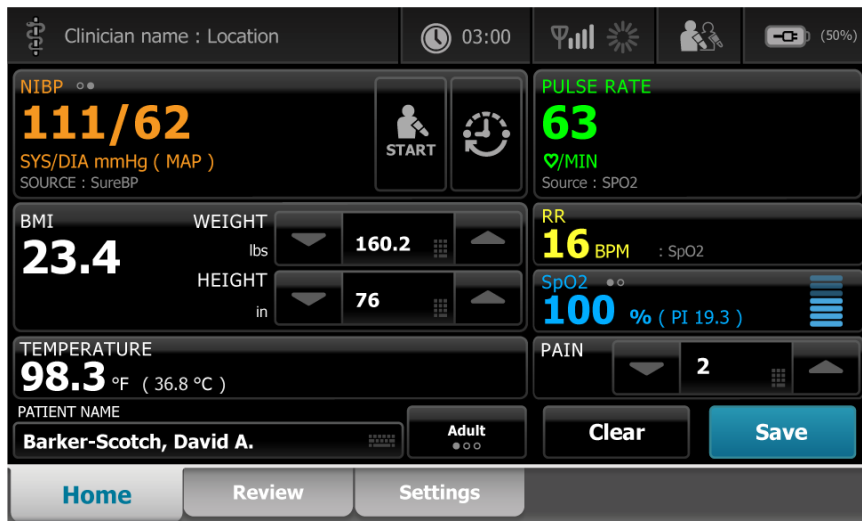 Clinician name : Location
03:00
(50%)
NIBP
111/62
SYS/DIA mmHg ( MAP )
SOURCE : SureBP
START
PULSE RATE
63
/MIN
Source : SPO2
BMI
23.4
WEIGHT
lbs
160.2
HEIGHT
in
76
RR
16 BPM : SpO2
SpO2
100 % ( PI 19.3 )
TEMPERATURE
98.3 °F ( 36.8 °C )
PAIN
2
PATIENT NAME
Barker-Scotch, David A.
Adult
Clear
Save
Home
Review
Settings